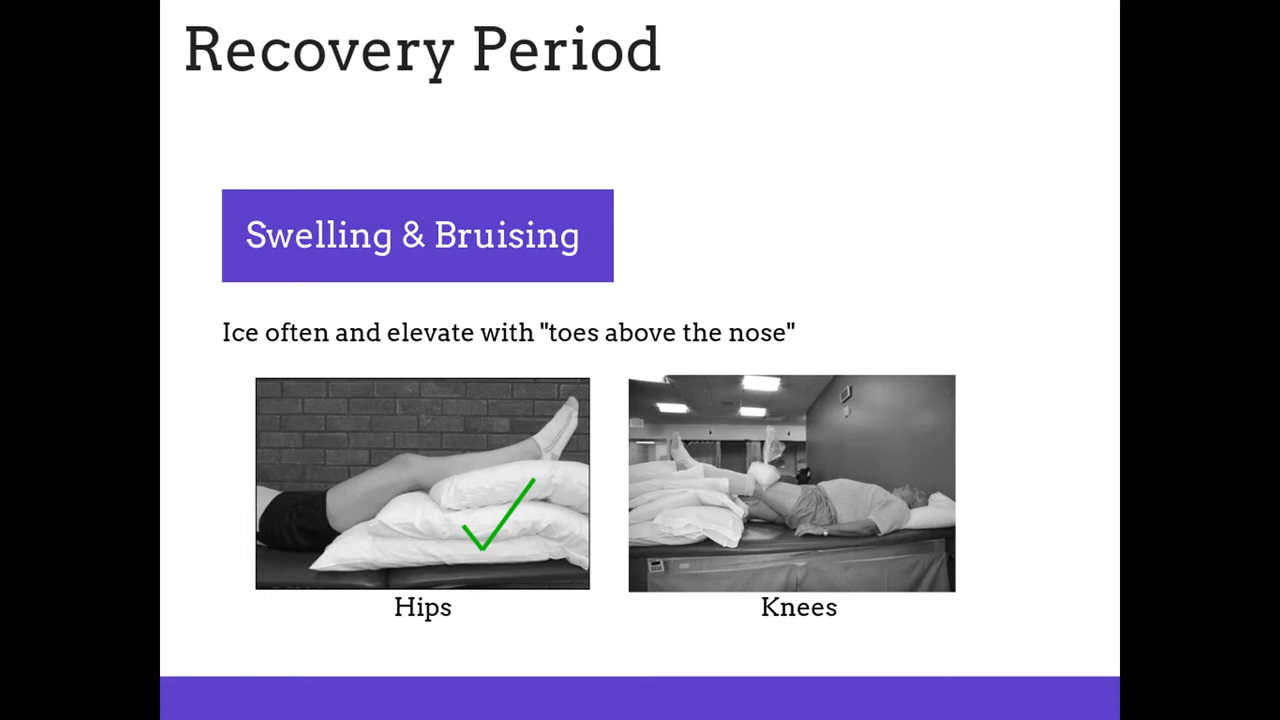 Recovery Period
Swelling & Bruising
Ice often and elevate with "toes above the nose"
Hips
Knees